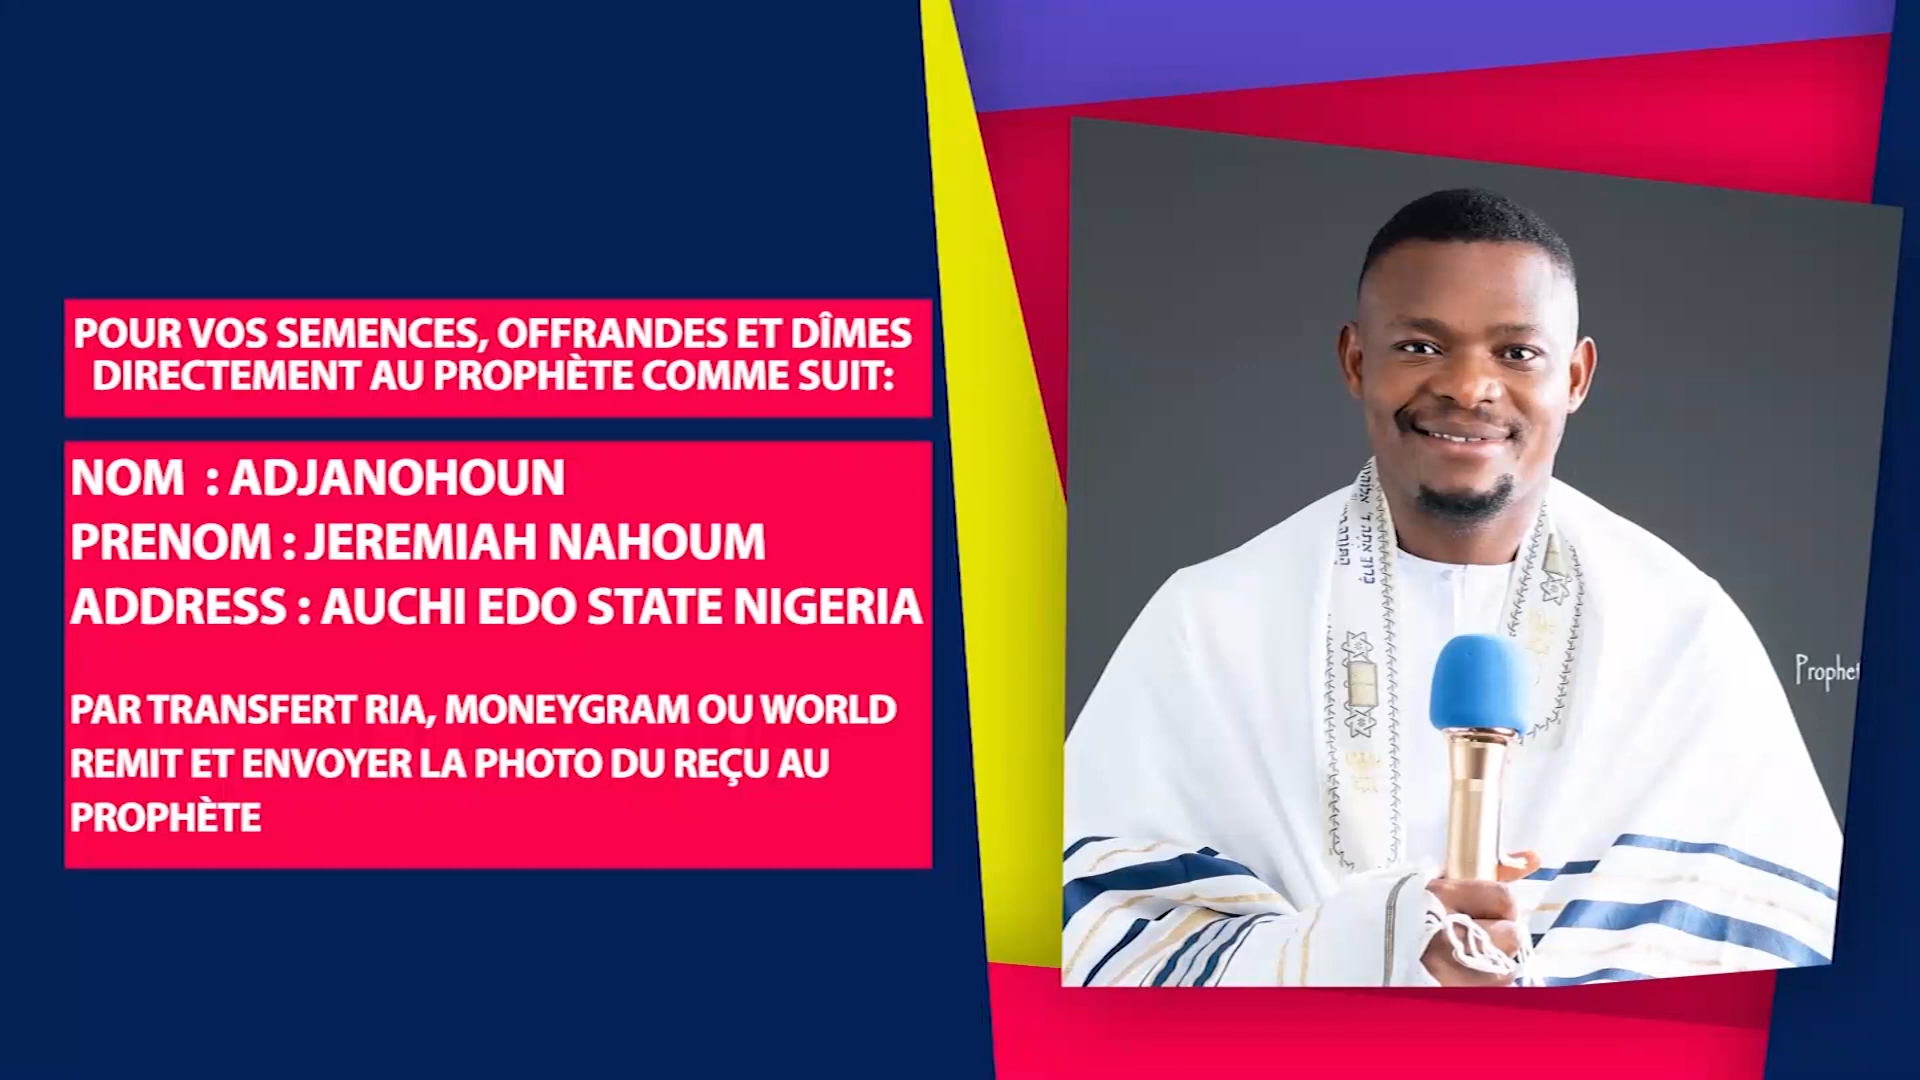 POUR VOS SEMENCES, OFFRANDES ET DÎMES
DIRECTEMENT AU PROPHÈTE COMME SUIT:
NOM : ADJANOHOUN
PRENOM : JEREMIAH NAHOUM
ADDRESS : AUCHI EDO STATE NIGERIA
PAR TRANSFERT RIA, MONEYGRAM OU WORLD
REMIT ET ENVOYER LA PHOTO DU REÇU AU
PROPHÈTE
Prophet